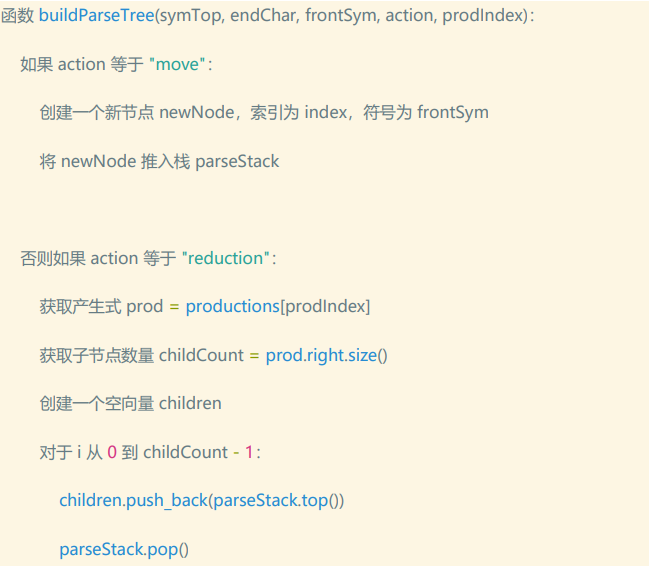 函数 buildParseTree(symTop, endChar, frontSym, action, prodIndex)：
如果 action 等于 "move"：
创建一个新节点 newNode，索引为 index，符号为 frontSym
将 newNode 推入栈 parseStack
否则如果 action 等于 "reduction"：
获取产生式 prod = productions[prodIndex]
获取子节点数量 childCount = prod.right.size()
创建一个空向量 children
对于 i 从 0 到 childCount - 1：
children.push_back(parseStack.top())
parseStack.pop()